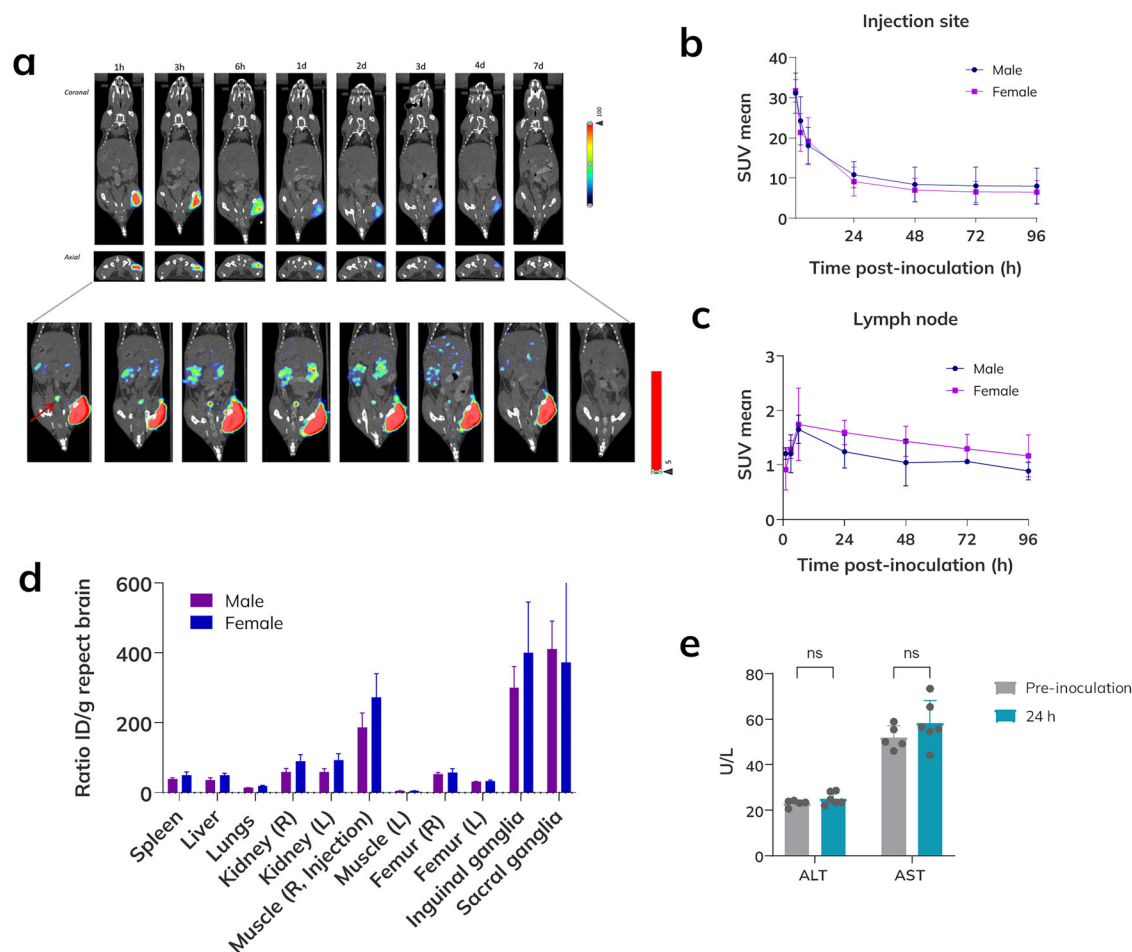 a
1h 3h 6h 1d 2d 3d 4d 7d
Coronal
100
Axial
5
b
Injection site
SUV mean
40
30
20
10
0
Male
Female
24 48 72 96
Time post-inoculation (h)
c
Lymph node
SUV mean
3
2
1
0
Male
Female
0 24 48 72 96
Time post-inoculation (h)
d
Ratio ID/g repect brain
600
400
200
0
Male
Female
Spleen
Liver
Lungs
Kidney (R)
Kidney (L)
Muscle (R, Injection)
Muscle (L)
Femur (R)
Femur (L)
Inguinal ganglia
Sacral ganglia
e
U/L
80
60
40
20
0
ns ns
Pre-inoculation
24 h
ALT AST